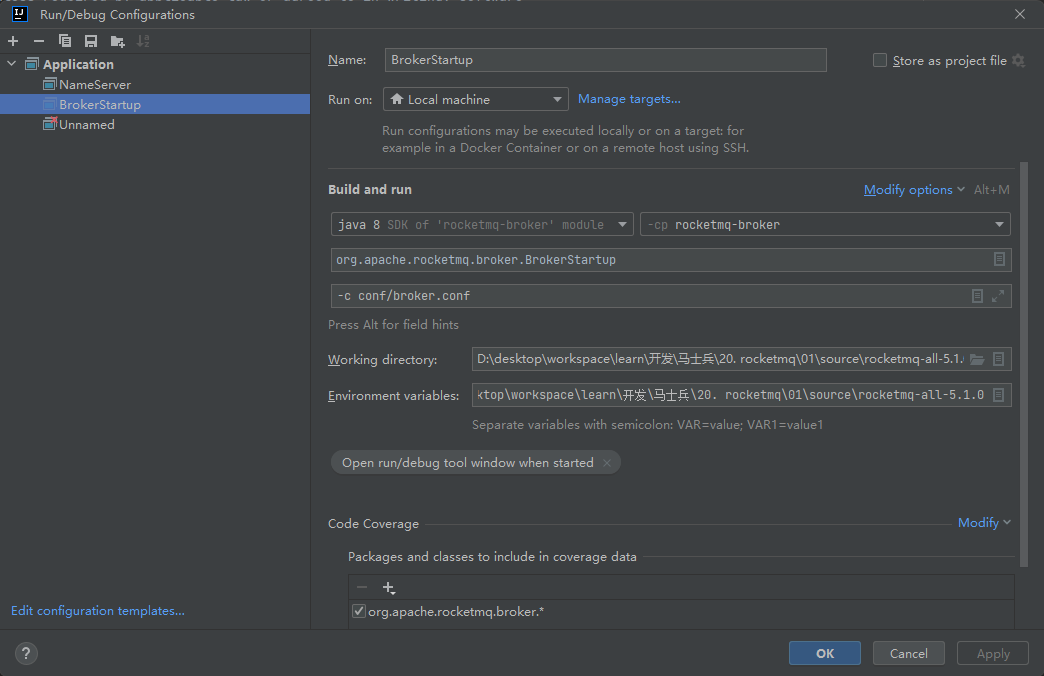 Run/Debug Configurations
Application
NameServer
BrokerStartup
Unnamed
Edit configuration templates...
Name:
BrokerStartup
Store as project file
Run on:
Local machine
Manage targets...
Run configurations may be executed locally or on a target: for
example in a Docker Container or on a remote host using SSH.
Build and run
Modify options
Alt+M
java 8 SDK of 'rocketmq-broker' module
-cp rocketmq-broker
org.apache.rocketmq.broker.BrokerStartup
-c conf/broker.conf
Press Alt for field hints
Working directory:
D:\desktop\workspace\learn\开发\马士兵\20. rocketmq\01\source\rocketmq-all-5.1.
Environment variables:
ktop\workspace\learn\开发\马士兵\20. rocketmq\01\source\rocketmq-all-5.1.0
Separate variables with semicolon: VAR=value; VAR1=value1
Open run/debug tool window when started
Code Coverage
Modify
Packages and classes to include in coverage data
org.apache.rocketmq.broker.*
?
OK
Cancel
Apply